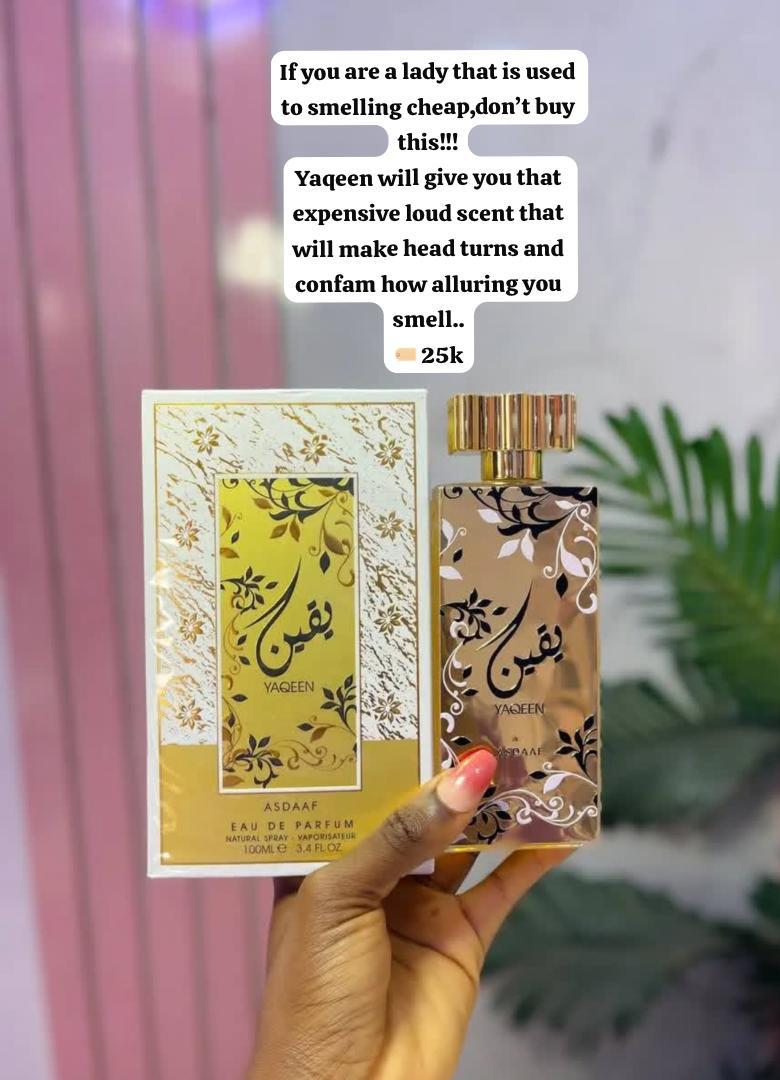 If you are a lady that is used
to smelling cheap,don't buy
this!!!
Yaqeen will give you that
expensive loud scent that
will make head turns and
confam how alluring you
smell..
25k
يقين
YAQEEN
ASDAAF
EAU DE PARFUM
NATURAL SPRAY - VAPORISATEUR
100ML ℮ 3.4 FL.OZ
يقين
YAQEEN
ASDAAF